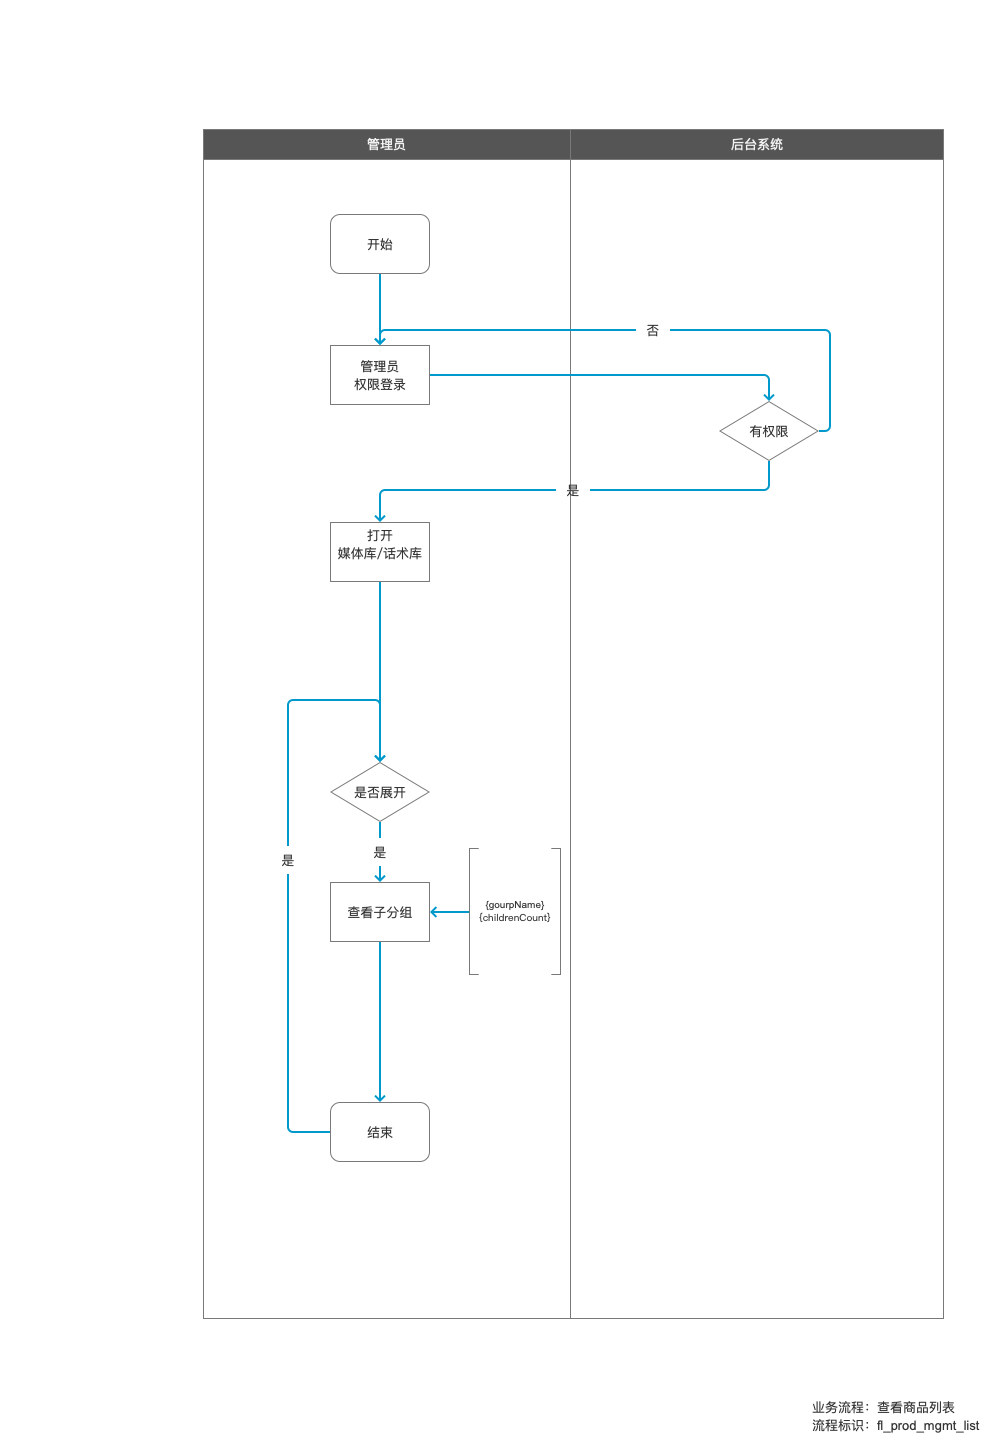 管理员
后台系统
开始
否
管理员
权限登录
有权限
是
打开
媒体库/话术库
是否展开
是
是
{gourpName}
{childrenCount}
查看子分组
结束
业务流程：查看商品列表
流程标识：fl_prod_mgmt_list